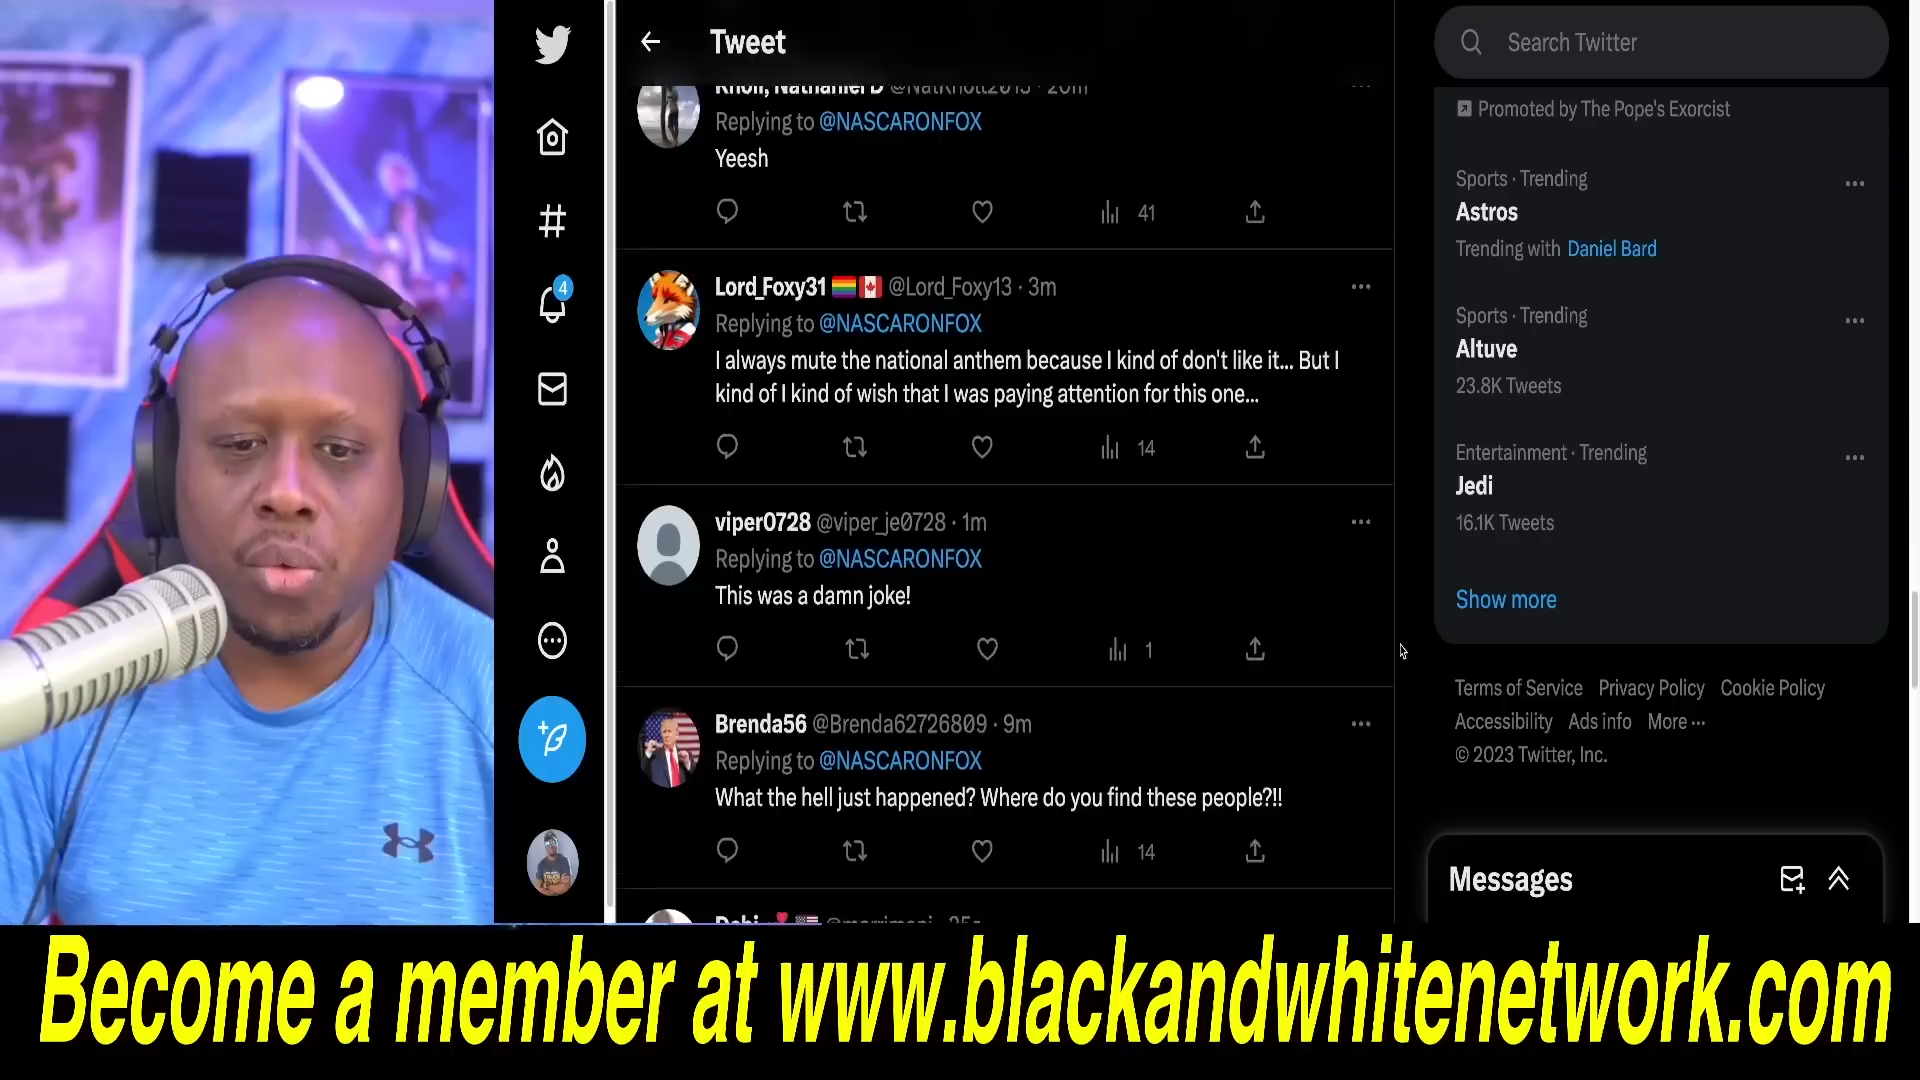 Tweet
Knoll, Nathaniel D @NatKnoll2013 · 20m
Replying to @NASCARONFOX
Yeesh
41
Lord_Foxy31 @Lord_Foxy13 · 3m
Replying to @NASCARONFOX
I always mute the national anthem because I kind of don't like it... But I
kind of I kind of wish that I was paying attention for this one...
14
viper0728 @viper_je0728 · 1m
Replying to @NASCARONFOX
This was a damn joke!
1
Brenda56 @Brenda62726809 · 9m
Replying to @NASCARONFOX
What the hell just happened? Where do you find these people?!!
14
4
Search Twitter
Promoted by The Pope's Exorcist
Sports · Trending
Astros
Trending with Daniel Bard
Sports · Trending
Altuve
23.8K Tweets
Entertainment · Trending
Jedi
16.1K Tweets
Show more
Terms of Service Privacy Policy Cookie Policy
Accessibility Ads info More ···
© 2023 Twitter, Inc.
Messages
Become a member at www.blackandwhitenetwork.com